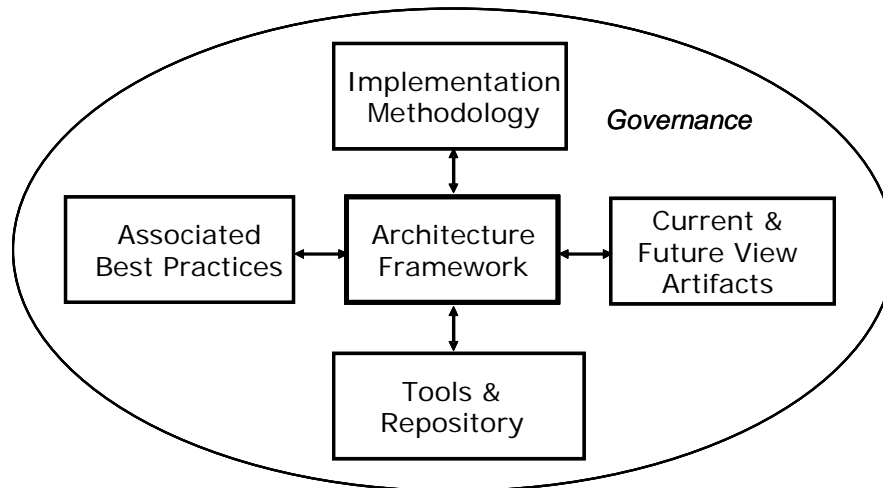 Implementation
Methodology
Governance
Associated
Best Practices
Architecture
Framework
Current &
Future View
Artifacts
Tools &
Repository